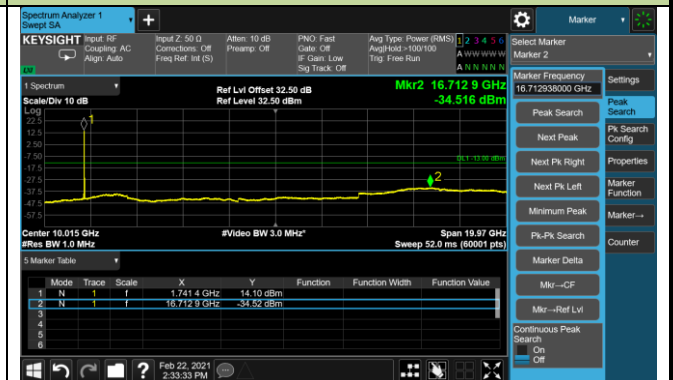 Spectrum Analyzer 1
Swept SA
+
Marker
KEYSIGHT
Input: RF
Coupling: AC
Align: Auto
Input Z: 50 Ω
Corrections: Off
Freq Ref: Int (S)
Atten: 10 dB
Preamp: Off
PNO: Fast
Gate: Off
IF Gain: Low
Sig Track: Off
Avg Type: Power (RMS)
Avg|Hold:>100/100
Trig: Free Run
1 2 3 4 5 6
A W W W W W
A N N N N N
LXI
Select Marker
Marker 2
1 Spectrum
Scale/Div 10 dB
Ref Lvl Offset 32.50 dB
Ref Level 32.50 dBm
Mkr2 16.712 9 GHz
-34.516 dBm
Log
22.5
12.5
2.50
-7.50
-17.5
-27.5
-37.5
-47.5
-57.5
1
DL1 -13.00 dBm
2
Center 10.015 GHz
#Res BW 1.0 MHz
#Video BW 3.0 MHz*
Span 19.97 GHz
Sweep 52.0 ms (60001 pts)
5 Marker Table
Mode Trace Scale X Y Function Function Width Function Value
1 N 1 f 1.741 4 GHz 14.10 dBm
2 N 1 f 16.712 9 GHz -34.52 dBm
3
4
5
6
Marker Frequency
16.712938000 GHz
Peak Search
Next Peak
Next Pk Right
Next Pk Left
Minimum Peak
Pk-Pk Search
Marker Delta
Mkr→CF
Mkr→Ref Lvl
Continuous Peak
Search
On
Off
Settings
Peak
Search
Pk Search
Config
Properties
Marker
Function
Marker→
Counter
?
Feb 22, 2021
2:33:33 PM